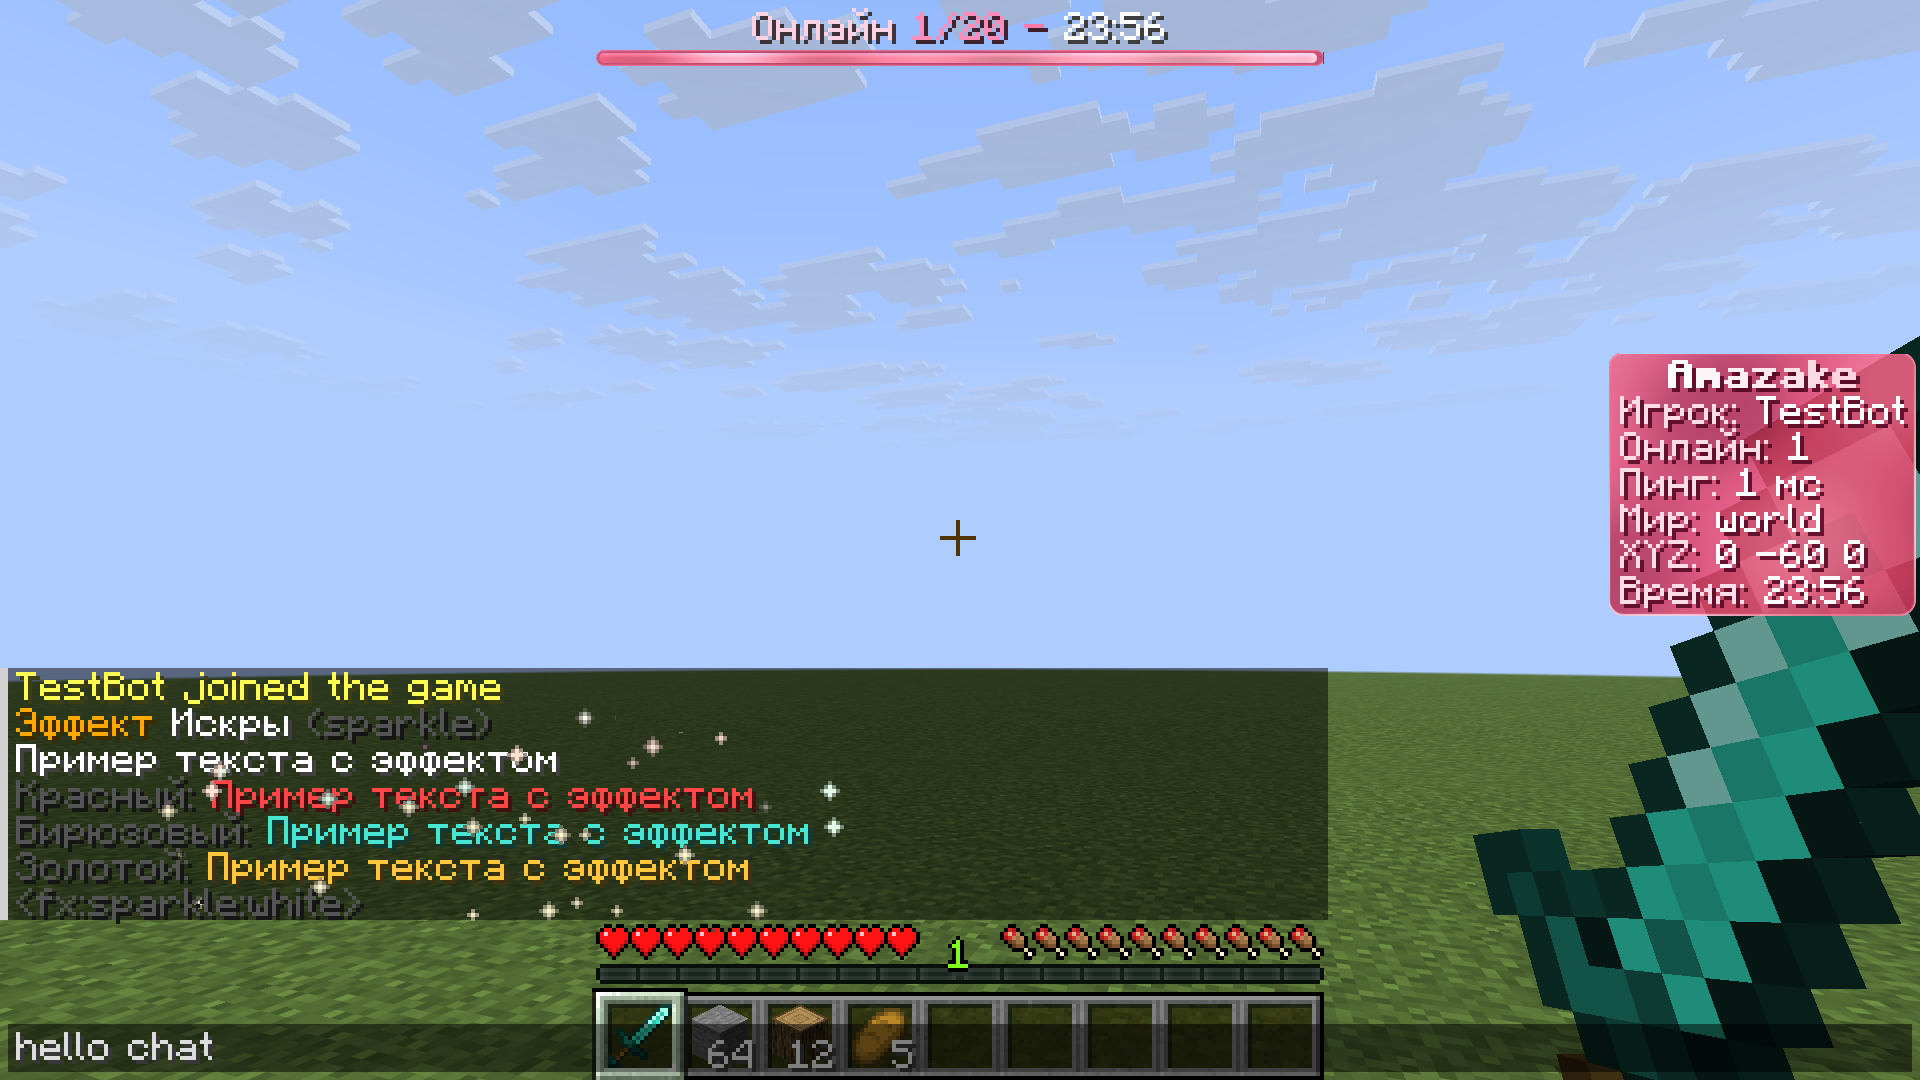 Онлайн 1/20 - 23:56
Amazake
Игрок: TestBot
Онлайн: 1
Пинг: 1 мс
Мир: world
XYZ: 0 -60 0
Время: 23:56
TestBot joined the game
Эффект Искры (sparkle)
Пример текста с эффектом
Красный: Пример текста с эффектом
Бирюзовый: Пример текста с эффектом
Золотой: Пример текста с эффектом
<fx:sparkle:white>
1
64 12 5
hello chat